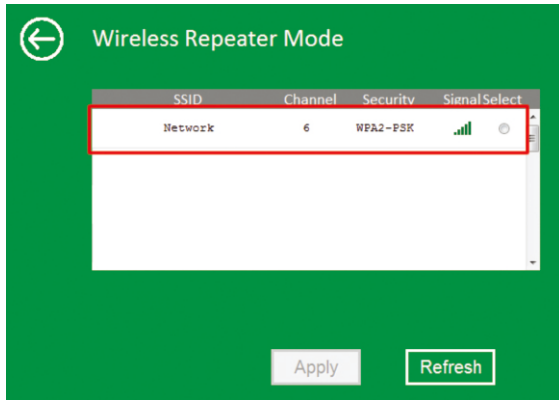 Wireless Repeater Mode
SSID Channel Security Signal Select
Network 6 WPA2-PSK
Apply Refresh